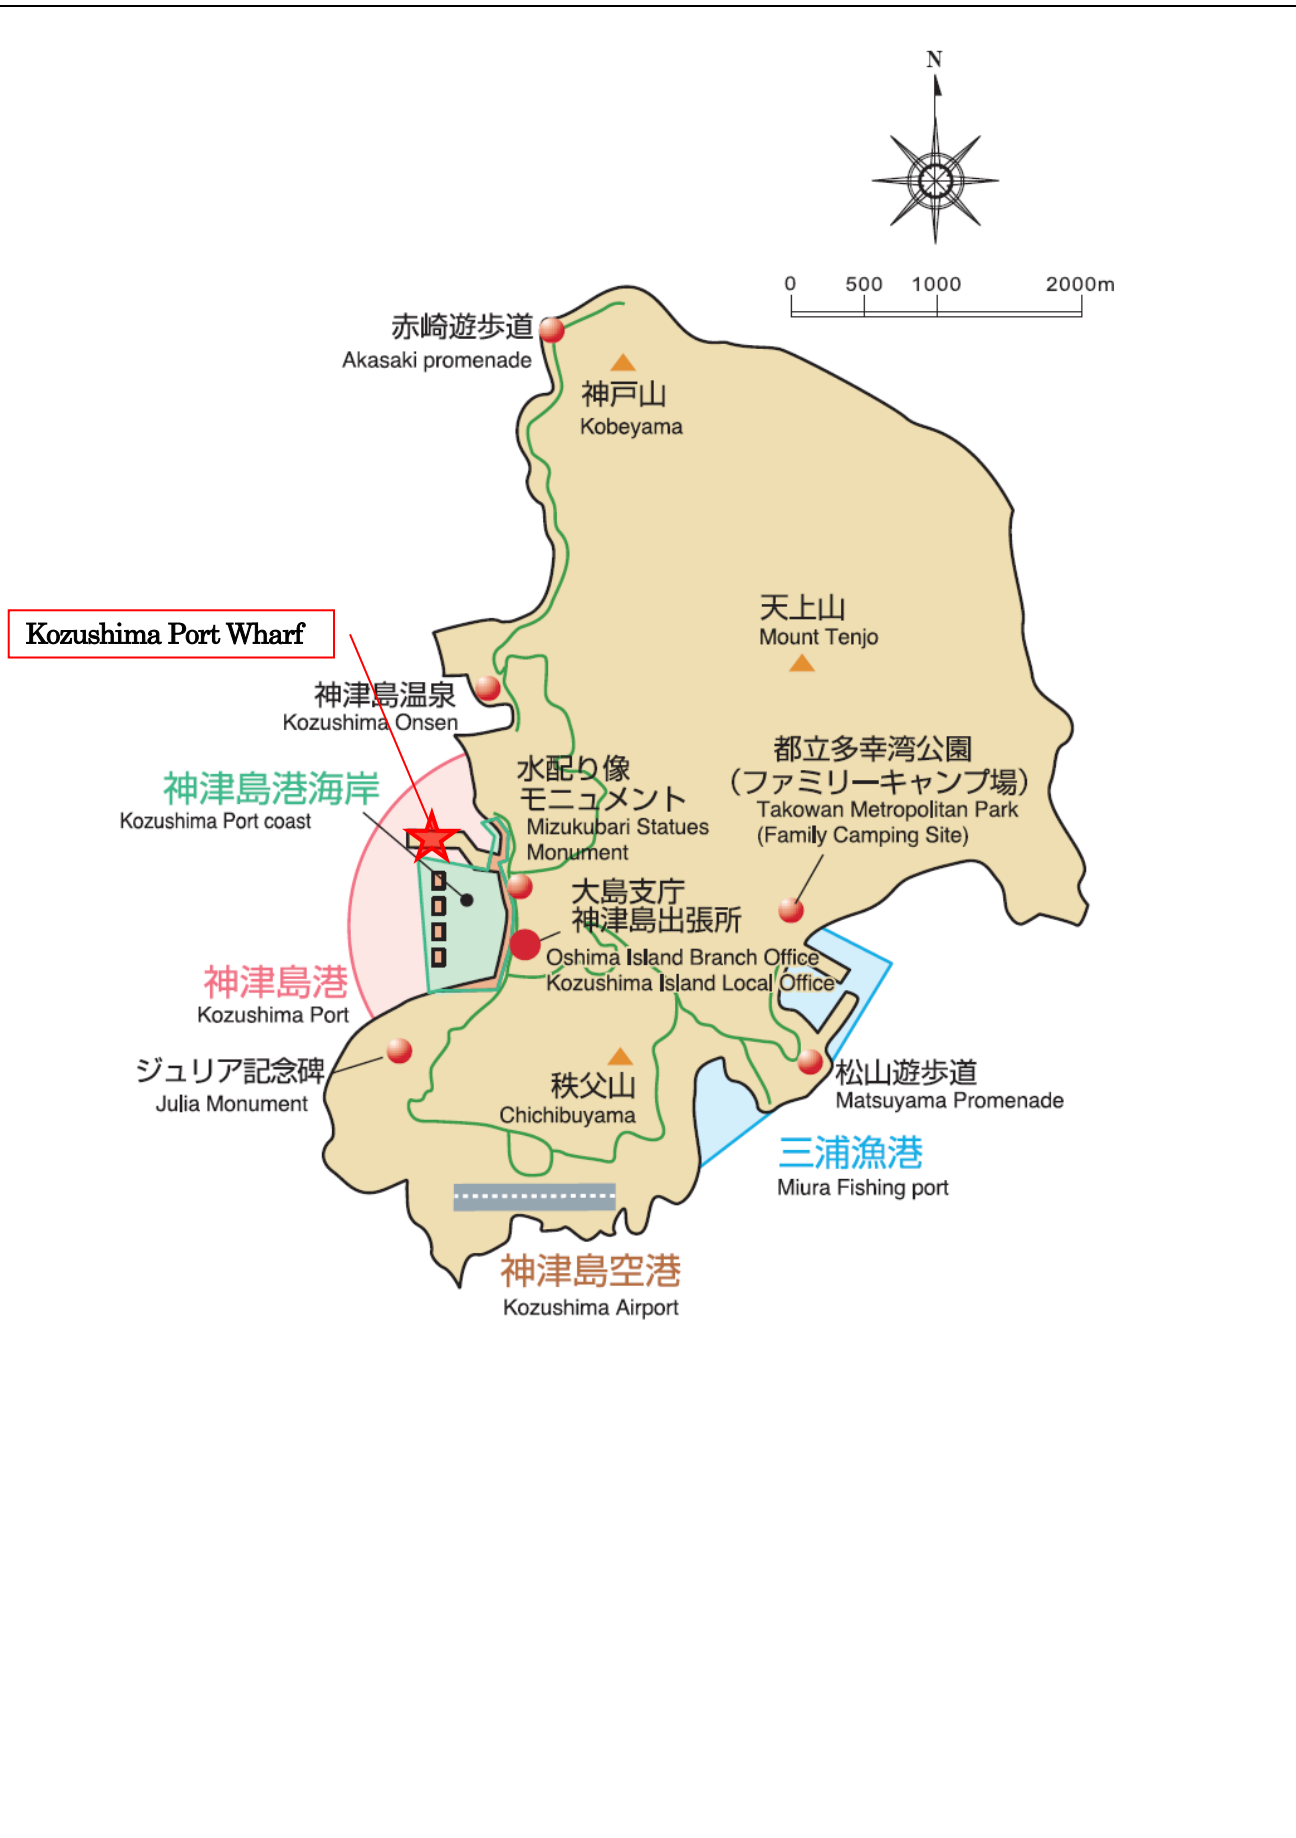 N
0 500 1000 2000m
赤崎遊歩道
Akasaki promenade
神戸山
Kobeyama
天上山
Mount Tenjo
Kozushima Port Wharf
神津島温泉
Kozushima Onsen
神津島港海岸
Kozushima Port coast
水配り像
モニュメント
Mizukubari Statues
Monument
都立多幸湾公園
（ファミリーキャンプ場）
Takowan Metropolitan Park
(Family Camping Site)
大島支庁
神津島出張所
Oshima Island Branch Office
Kozushima Island Local Office
神津島港
Kozushima Port
ジュリア記念碑
Julia Monument
秩父山
Chichibuyama
松山遊歩道
Matsuyama Promenade
三浦漁港
Miura Fishing port
神津島空港
Kozushima Airport